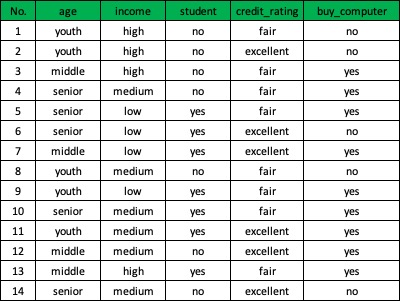 No. age income student credit_rating buy_computer
1 youth high no fair no
2 youth high no excellent no
3 middle high no fair yes
4 senior medium no fair yes
5 senior low yes fair yes
6 senior low yes excellent no
7 middle low yes excellent yes
8 youth medium no fair no
9 youth low yes fair yes
10 senior medium yes fair yes
11 youth medium yes excellent yes
12 middle medium no excellent yes
13 middle high yes fair yes
14 senior medium no excellent no